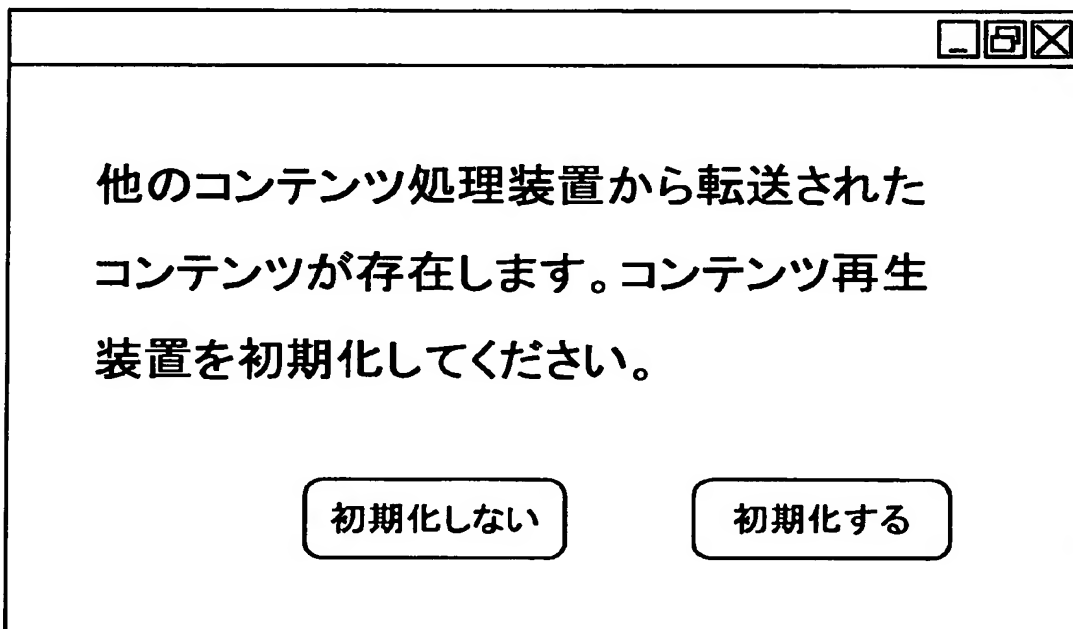 他のコンテンツ処理装置から転送された
コンテンツが存在します。コンテンツ再生
装置を初期化してください。
初期化しない
初期化する